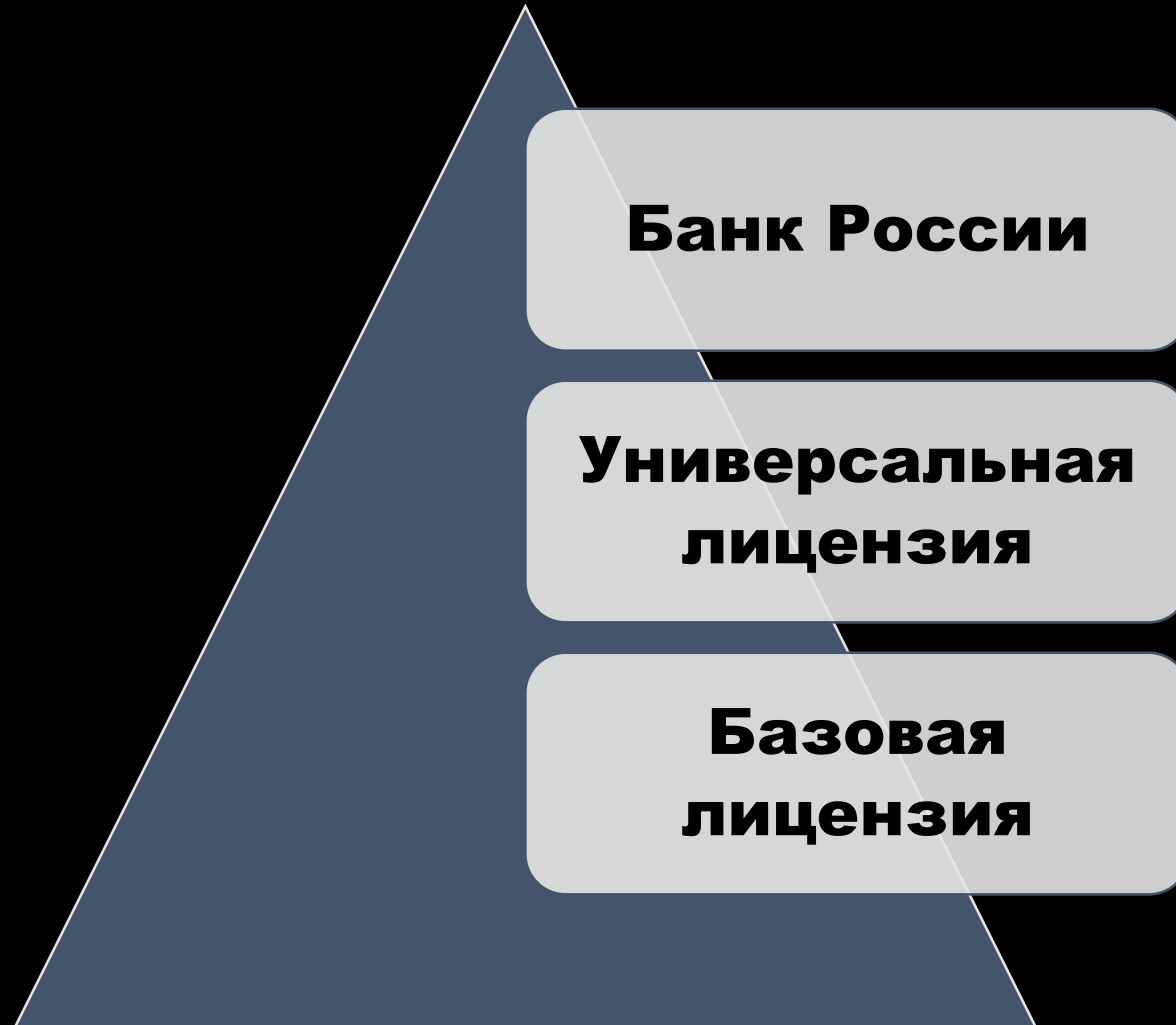 Банк России
Универсальная
лицензия
Базовая
лицензия